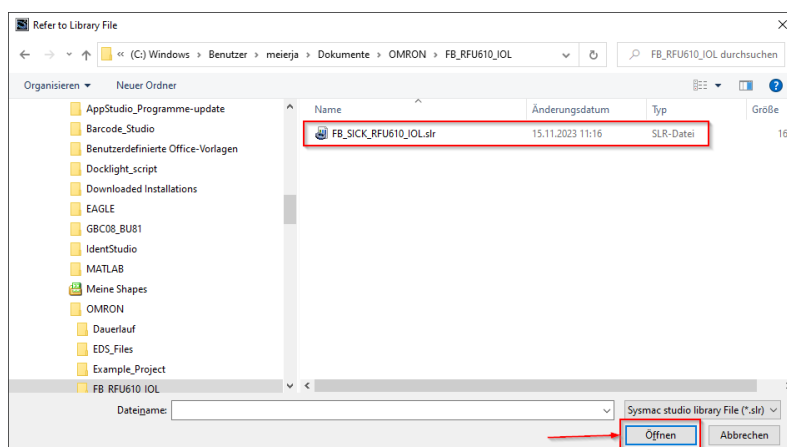 Refer to Library File
« (C:) Windows › Benutzer › meierja › Dokumente › OMRON › FB_RFU610_IOL
FB_RFU610_IOL durchsuchen
Organisieren Neuer Ordner
Name Änderungsdatum Typ Größe
FB_SICK_RFU610_IOL.slr 15.11.2023 11:16 SLR-Datei 16
AppStudio_Programme-update
Barcode_Studio
Benutzerdefinierte Office-Vorlagen
Docklight_script
Downloaded Installations
EAGLE
GBC08_BU81
IdentStudio
MATLAB
Meine Shapes
OMRON
Dauerlauf
EDS_Files
Example_Project
FB_RFU610_IOL
Dateiname: Sysmac studio library File (*.slr)
Öffnen Abbrechen